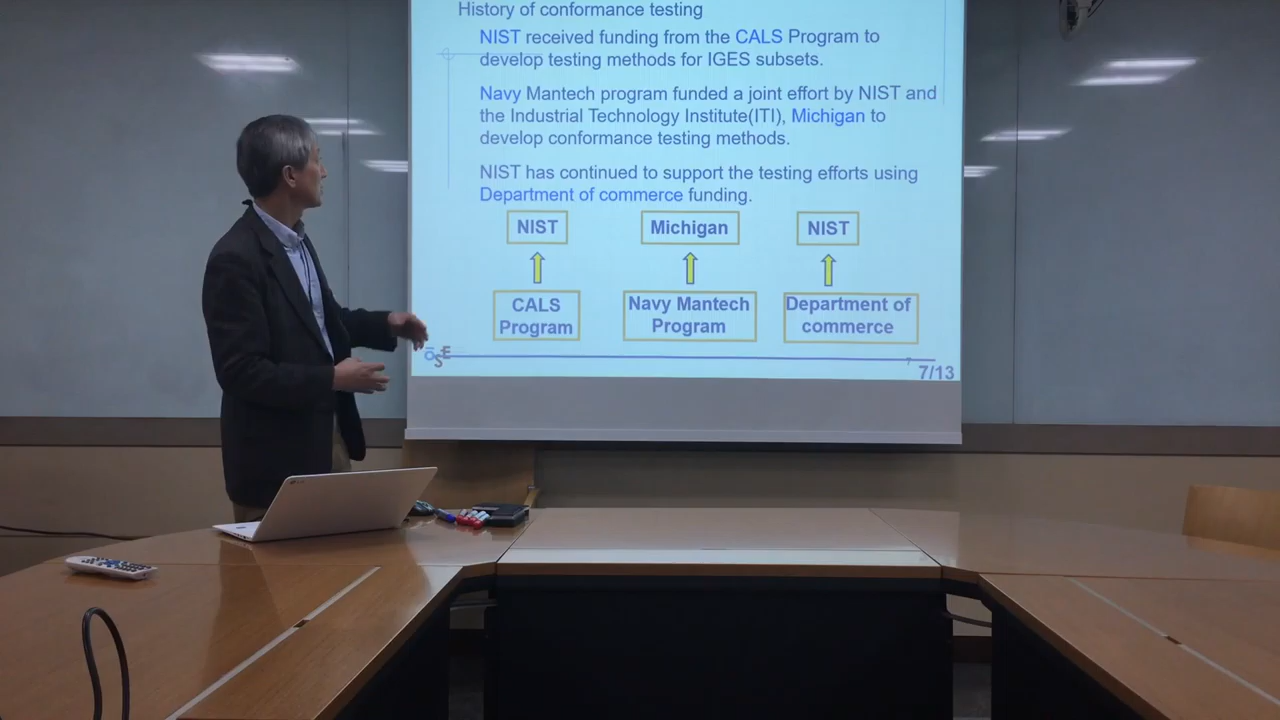 History of conformance testing
NIST received funding from the CALS Program to
develop testing methods for IGES subsets.
Navy Mantech program funded a joint effort by NIST and
the Industrial Technology Institute(ITI), Michigan to
develop conformance testing methods.
NIST has continued to support the testing efforts using
Department of commerce funding.
NIST
Michigan
NIST
CALS
Program
Navy Mantech
Program
Department of
commerce
OSE
7
7/13